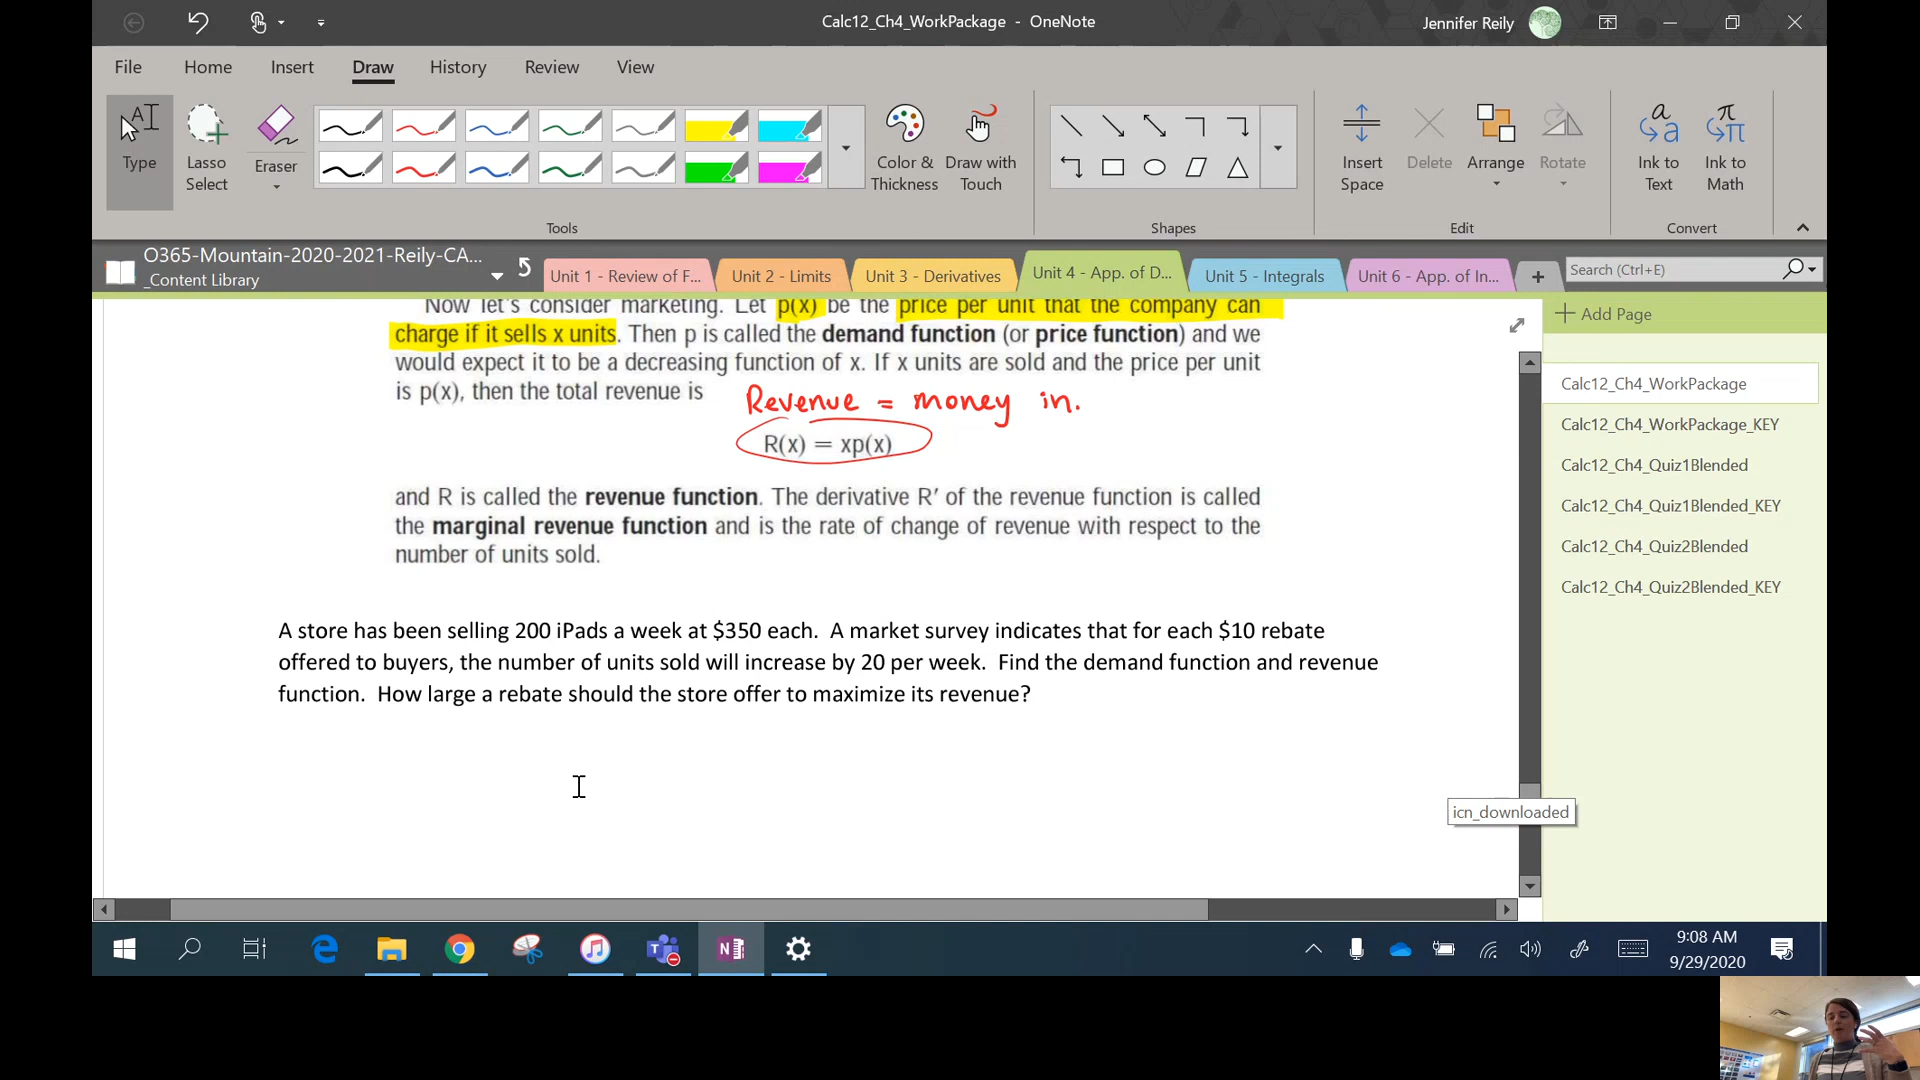 Calc12_Ch4_WorkPackage - OneNote
Jennifer Reily
File Home Insert Draw History Review View
Type
Lasso Select
Eraser
Color & Thickness
Draw with Touch
Insert Space
Delete
Arrange
Rotate
Ink to Text
Ink to Math
Tools
Shapes
Edit
Convert
O365-Mountain-2020-2021-Reily-CA...
_Content Library
Unit 1 - Review of F...
Unit 2 - Limits
Unit 3 - Derivatives
Unit 4 - App. of D...
Unit 5 - Integrals
Unit 6 - App. of In...
Search (Ctrl+E)
Now let's consider marketing. Let p(x) be the price per unit that the company can
charge if it sells x units. Then p is called the demand function (or price function) and we
would expect it to be a decreasing function of x. If x units are sold and the price per unit
is p(x), then the total revenue is
Revenue = money in.
R(x) = xp(x)
and R is called the revenue function. The derivative R′ of the revenue function is called
the marginal revenue function and is the rate of change of revenue with respect to the
number of units sold.
A store has been selling 200 iPads a week at $350 each. A market survey indicates that for each $10 rebate
offered to buyers, the number of units sold will increase by 20 per week. Find the demand function and revenue
function. How large a rebate should the store offer to maximize its revenue?
Add Page
Calc12_Ch4_WorkPackage
Calc12_Ch4_WorkPackage_KEY
Calc12_Ch4_Quiz1Blended
Calc12_Ch4_Quiz1Blended_KEY
Calc12_Ch4_Quiz2Blended
Calc12_Ch4_Quiz2Blended_KEY
icn_downloaded
9:08 AM
9/29/2020